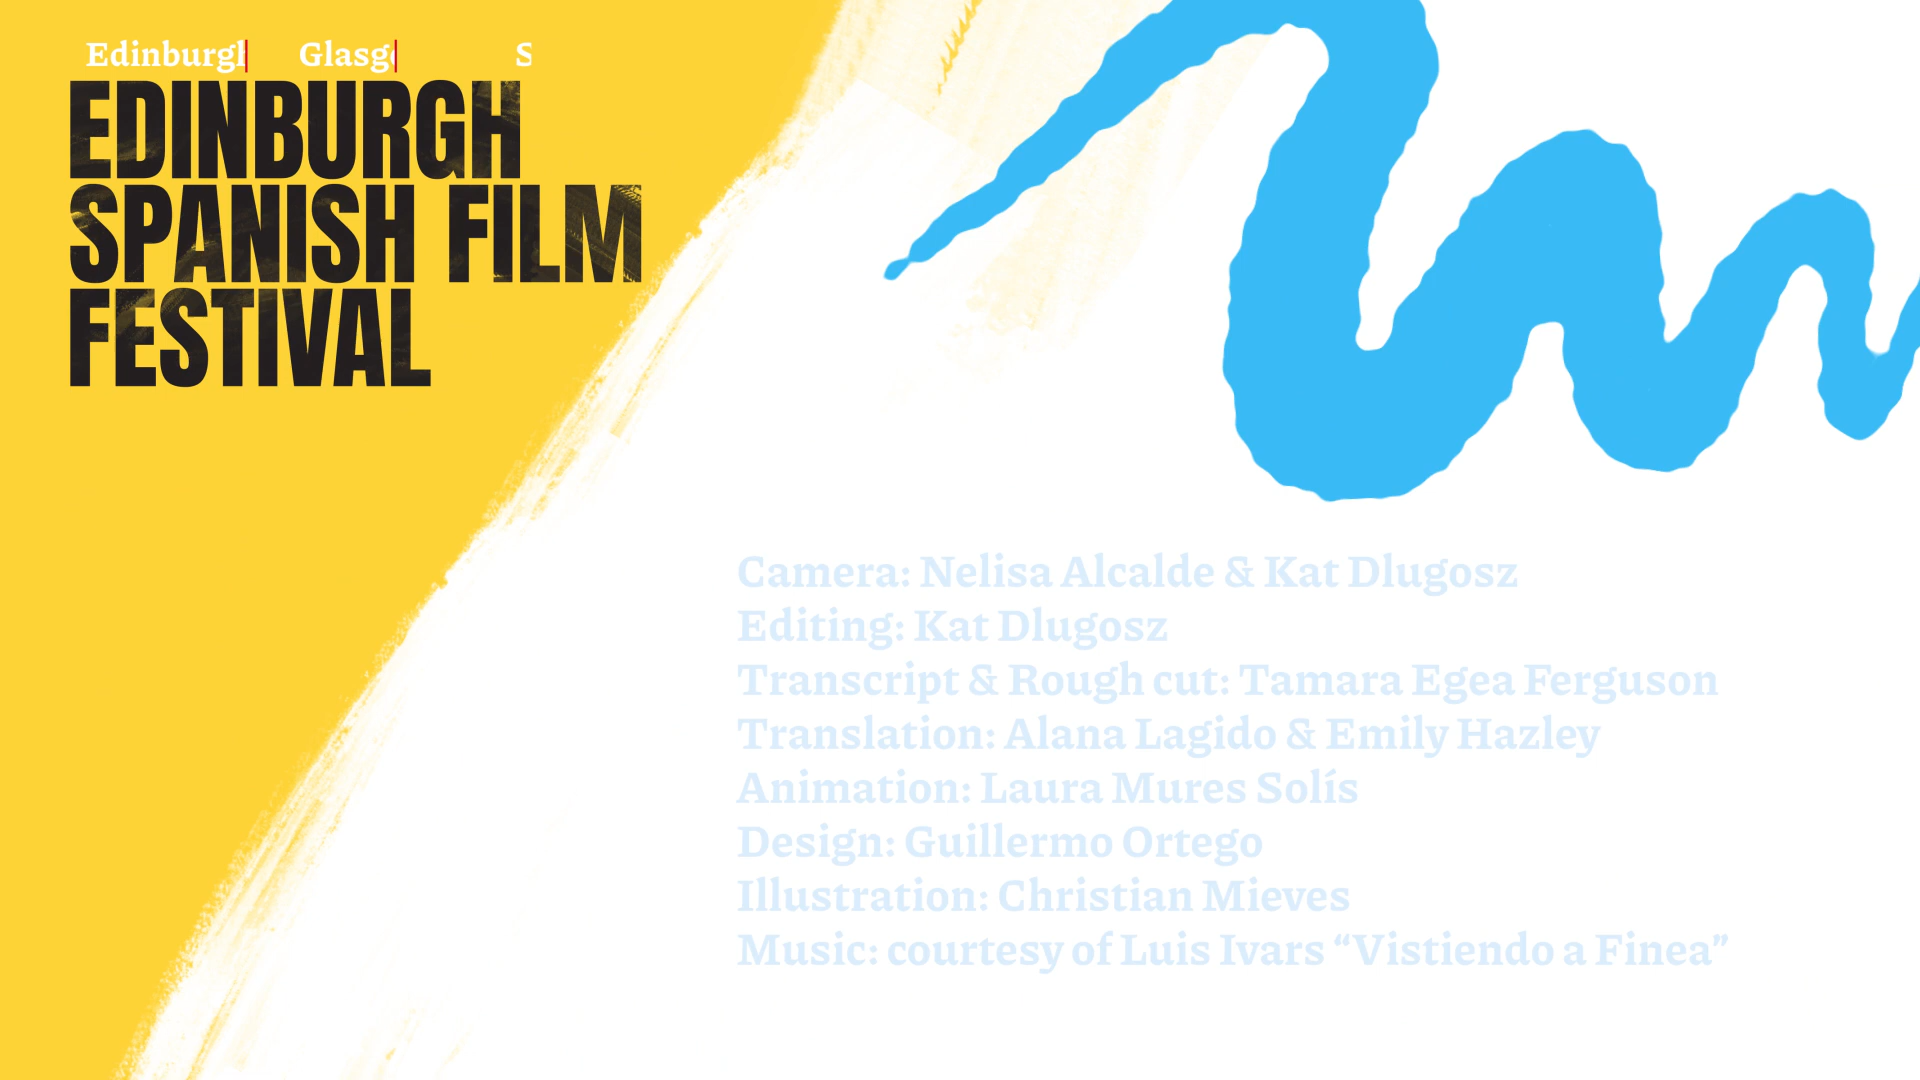 Edinburgh Glasgo S
EDINBURGH
SPANISH FILM
FESTIVAL
Camera: Nelisa Alcalde & Kat Dlugosz
Editing: Kat Dlugosz
Transcript & Rough cut: Tamara Egea Ferguson
Translation: Alana Lagido & Emily Hazley
Animation: Laura Mures Solís
Design: Guillermo Ortego
Illustration: Christian Mieves
Music: courtesy of Luis Ivars “Vistiendo a Finea”